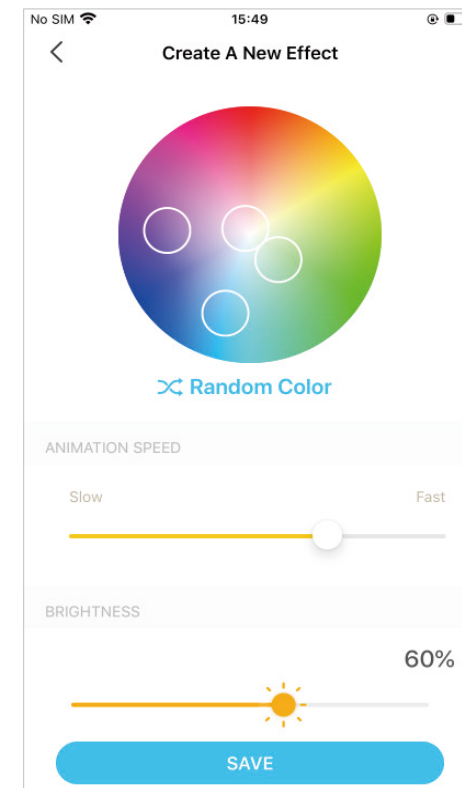 No SIM 15:49
Create A New Effect
Random Color
ANIMATION SPEED
Slow Fast
BRIGHTNESS
60%
SAVE